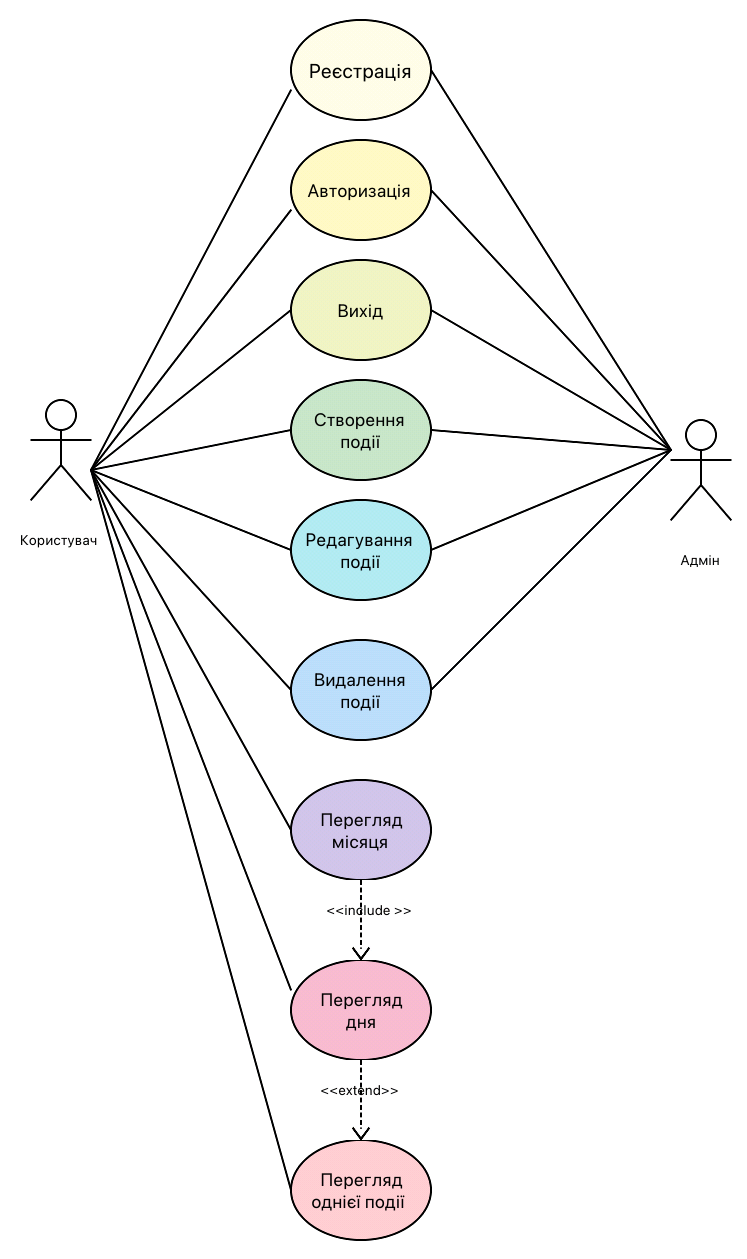 Реєстрація
Авторизація
Вихід
Створення
події
Редагування
події
Користувач
Адмін
Видалення
події
Перегляд
місяця
<<include >>
Перегляд
дня
<<extend>>
Перегляд
однієї події